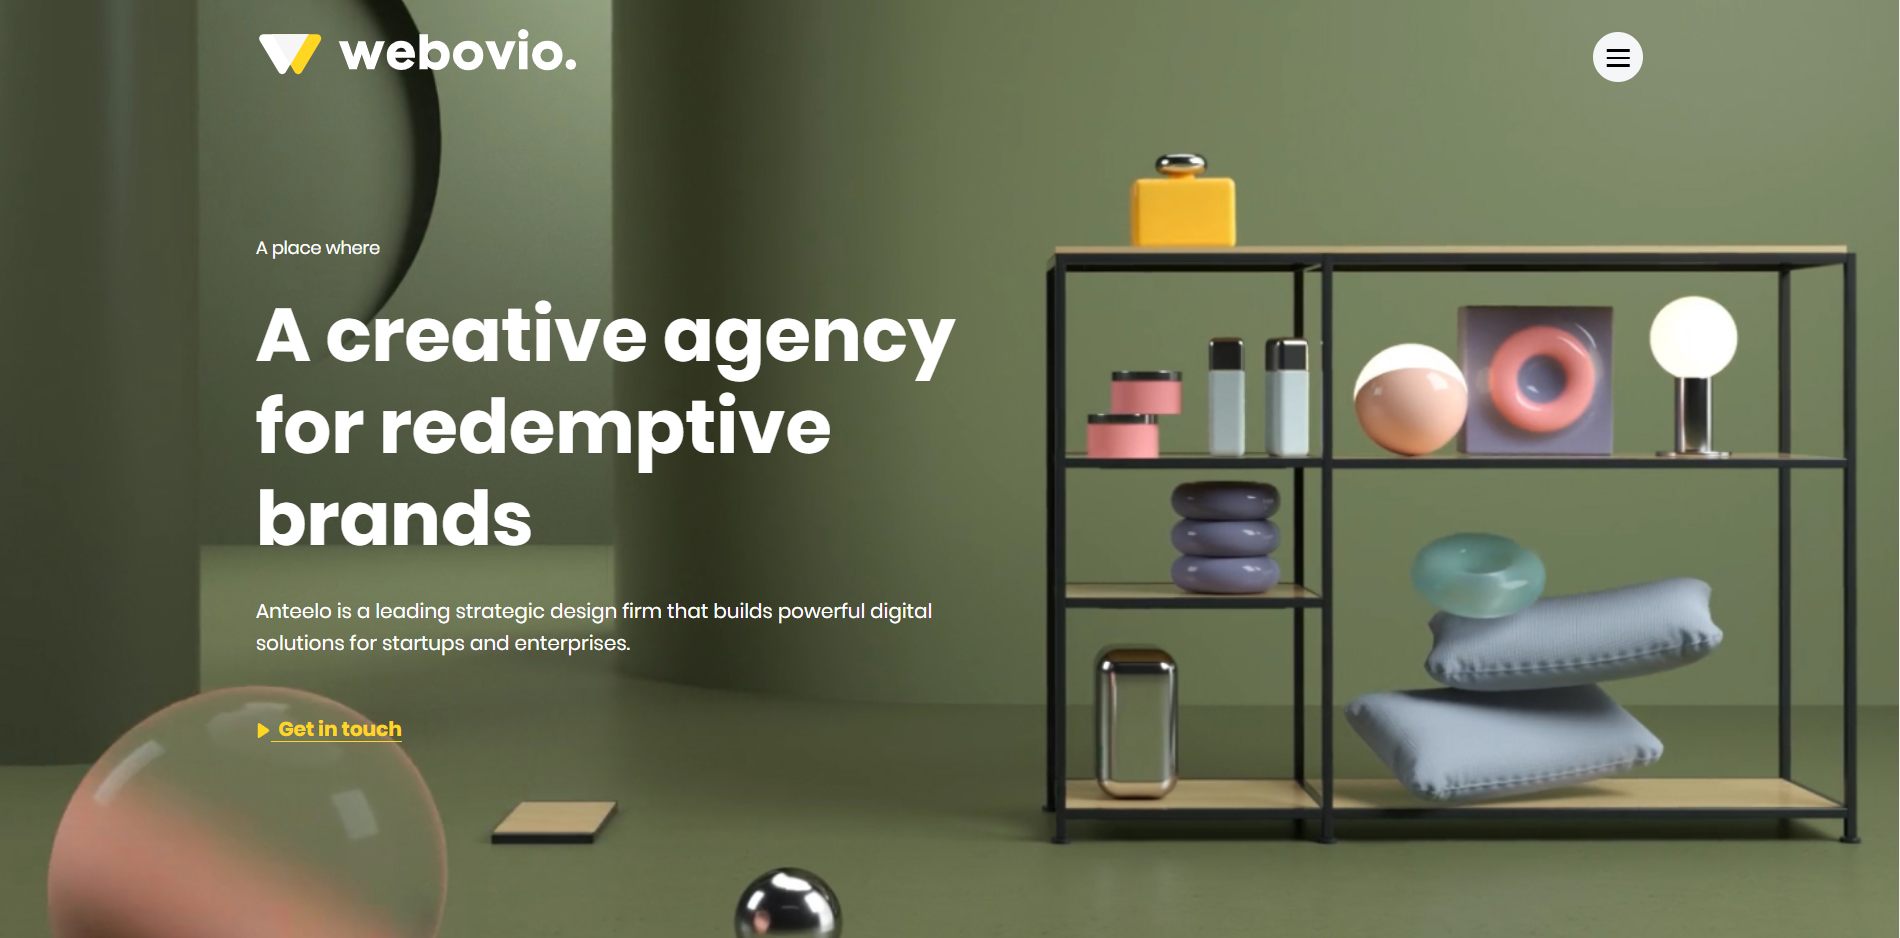 webovio.
A place where
A creative agency
for redemptive
brands
Anteelo is a leading strategic design firm that builds powerful digital
solutions for startups and enterprises.
Get in touch